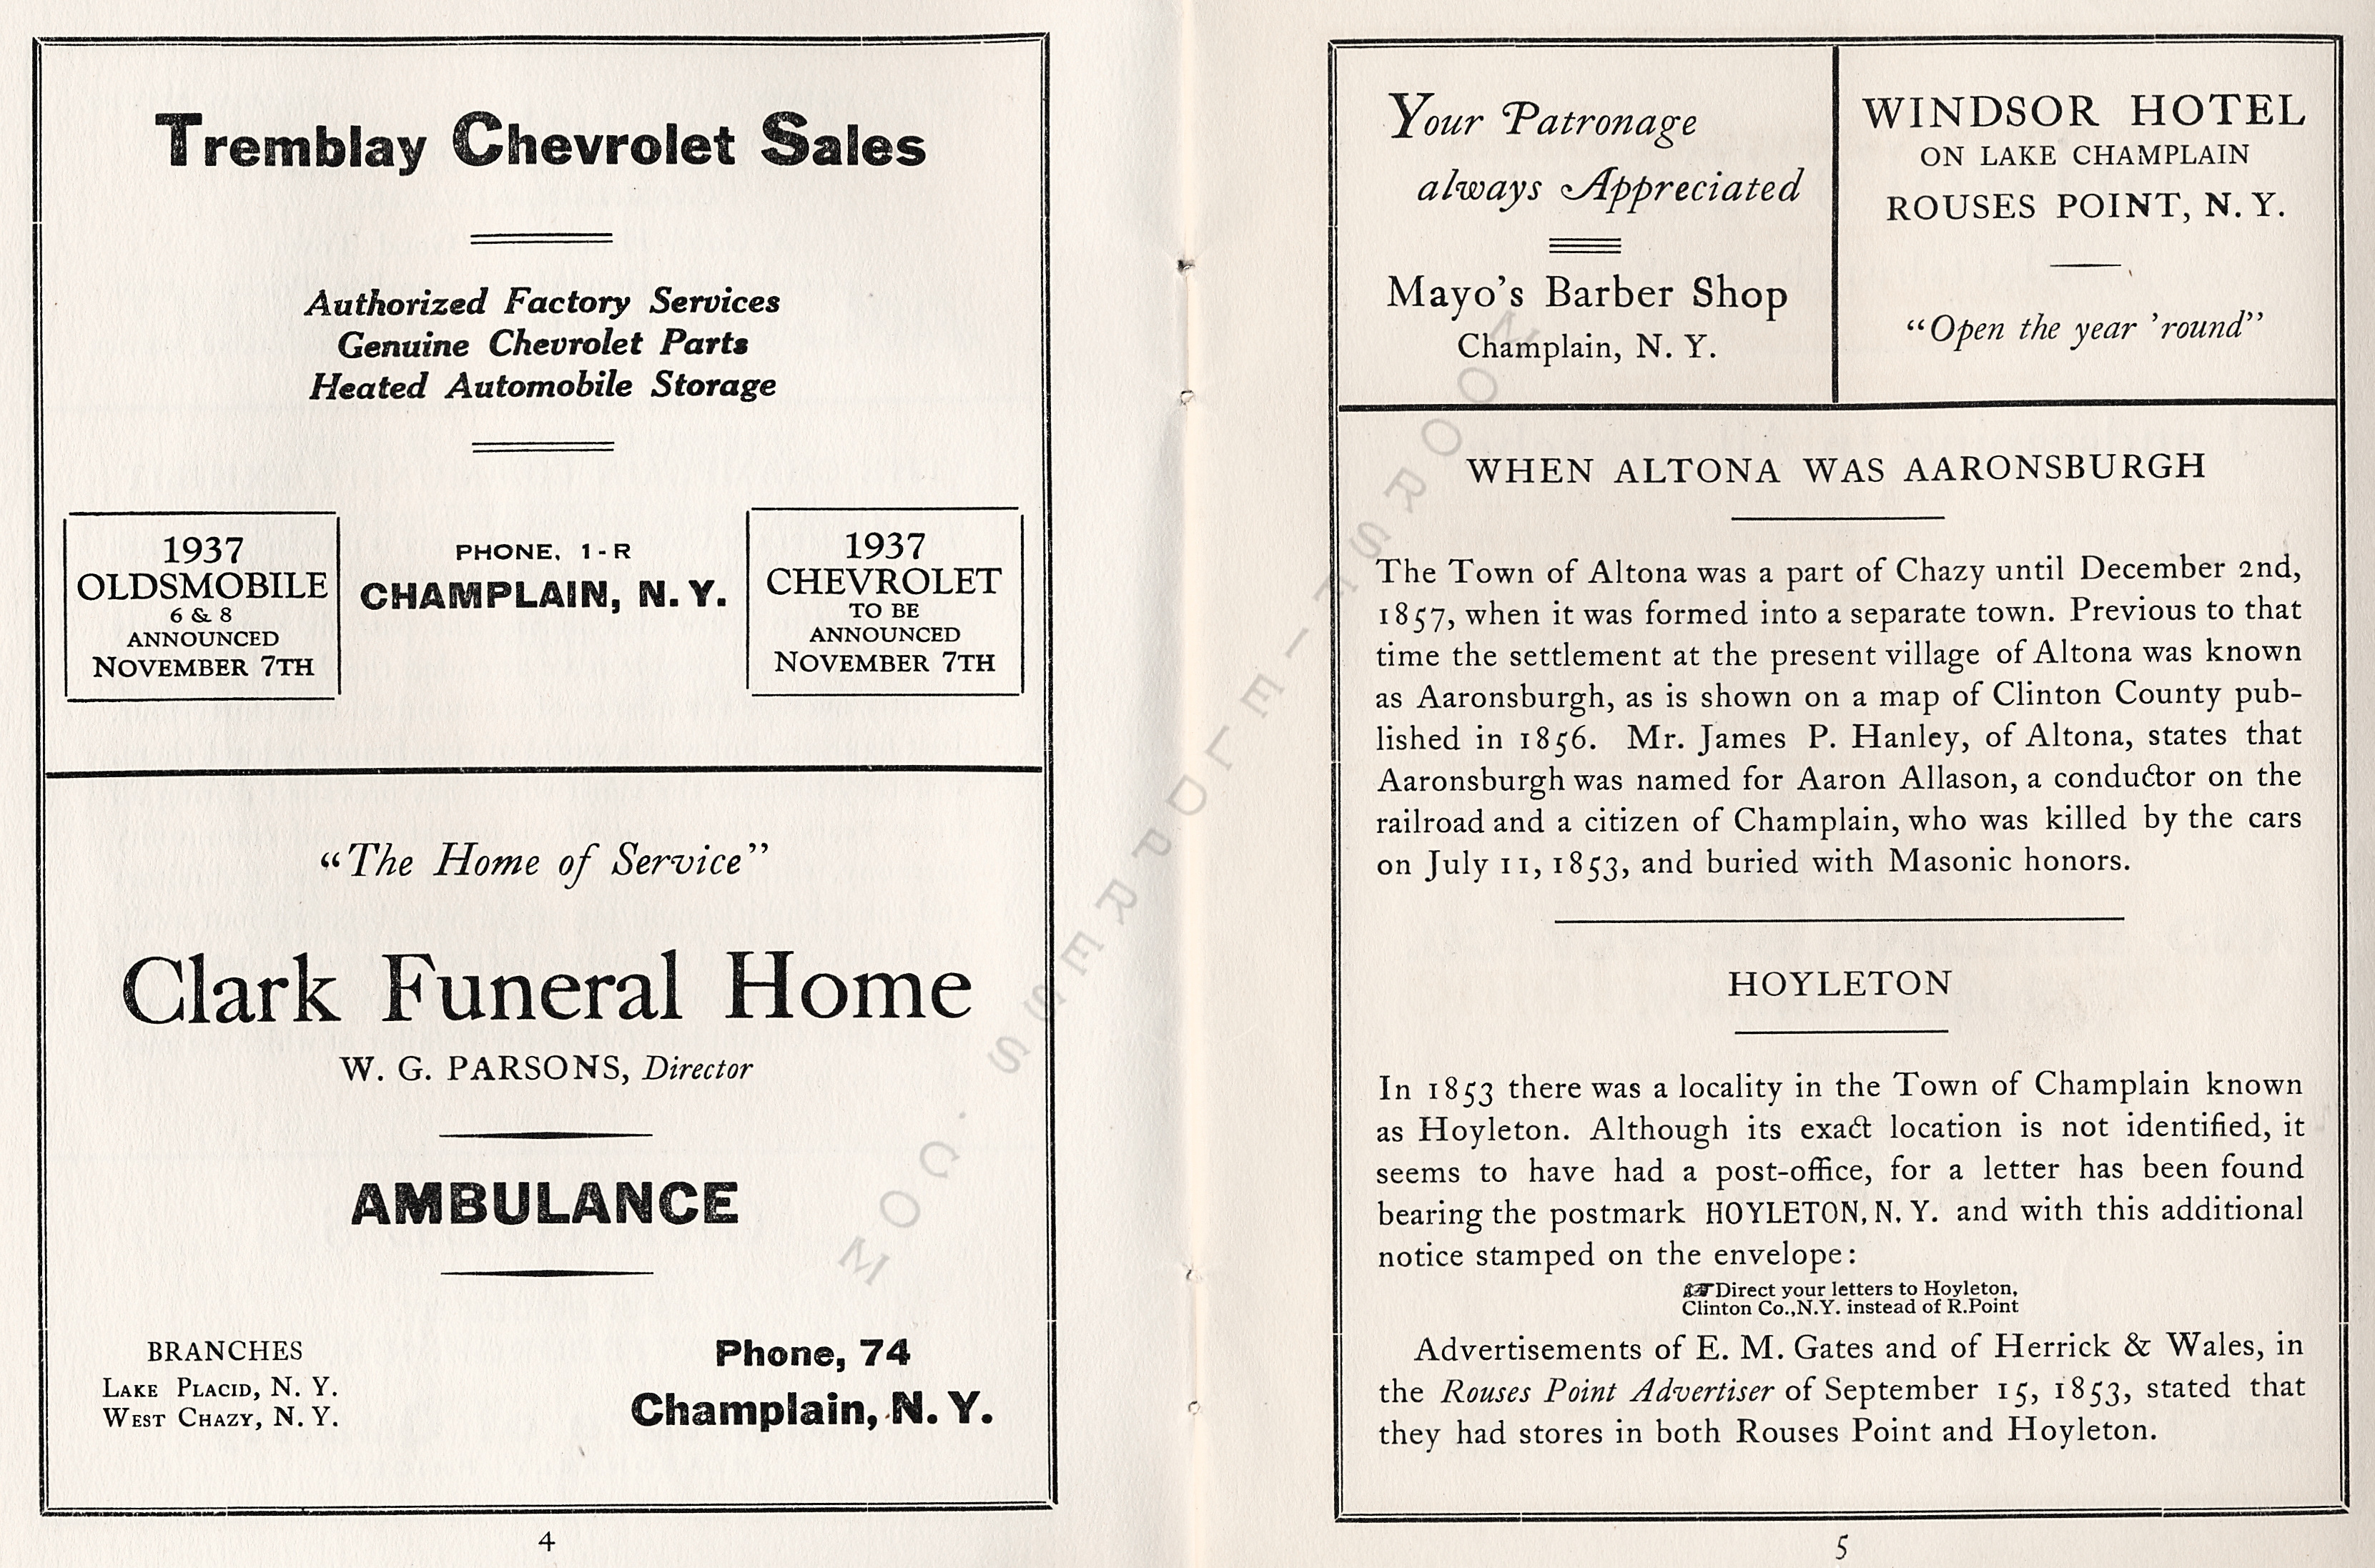 Tremblay Chevrolet Sales
Authorized Factory Services
Genuine Chevrolet Parts
Heated Automobile Storage
1937
OLDSMOBILE
6 & 8
ANNOUNCED
NOVEMBER 7TH
PHONE, 1-R
CHAMPLAIN, N. Y.
1937
CHEVROLET
TO BE
ANNOUNCED
NOVEMBER 7TH
"The Home of Service"
Clark Funeral Home
W. G. PARSONS, Director
AMBULANCE
BRANCHES
LAKE PLACID, N. Y.
WEST CHAZY, N. Y.
Phone, 74
Champlain, N. Y.
4
Your Patronage
always Appreciated
Mayo's Barber Shop
Champlain, N. Y.
WINDSOR HOTEL
ON LAKE CHAMPLAIN
ROUSES POINT, N. Y.
"Open the year 'round"
WHEN ALTONA WAS AARONSBURGH
The Town of Altona was a part of Chazy until December 2nd,
1857, when it was formed into a separate town. Previous to that
time the settlement at the present village of Altona was known
as Aaronsburgh, as is shown on a map of Clinton County pub-
lished in 1856. Mr. James P. Hanley, of Altona, states that
Aaronsburgh was named for Aaron Allason, a conductor on the
railroad and a citizen of Champlain, who was killed by the cars
on July 11, 1853, and buried with Masonic honors.
HOYLETON
In 1853 there was a locality in the Town of Champlain known
as Hoyleton. Although its exact location is not identified, it
seems to have had a post-office, for a letter has been found
bearing the postmark HOYLETON, N. Y. and with this additional
notice stamped on the envelope:
☞Direct your letters to Hoyleton,
Clinton Co.,N.Y. instead of R.Point
Advertisements of E. M. Gates and of Herrick & Wales, in
the Rouses Point Advertiser of September 15, 1853, stated that
they had stores in both Rouses Point and Hoyleton.
5
MOORSFIELDPRESS.COM